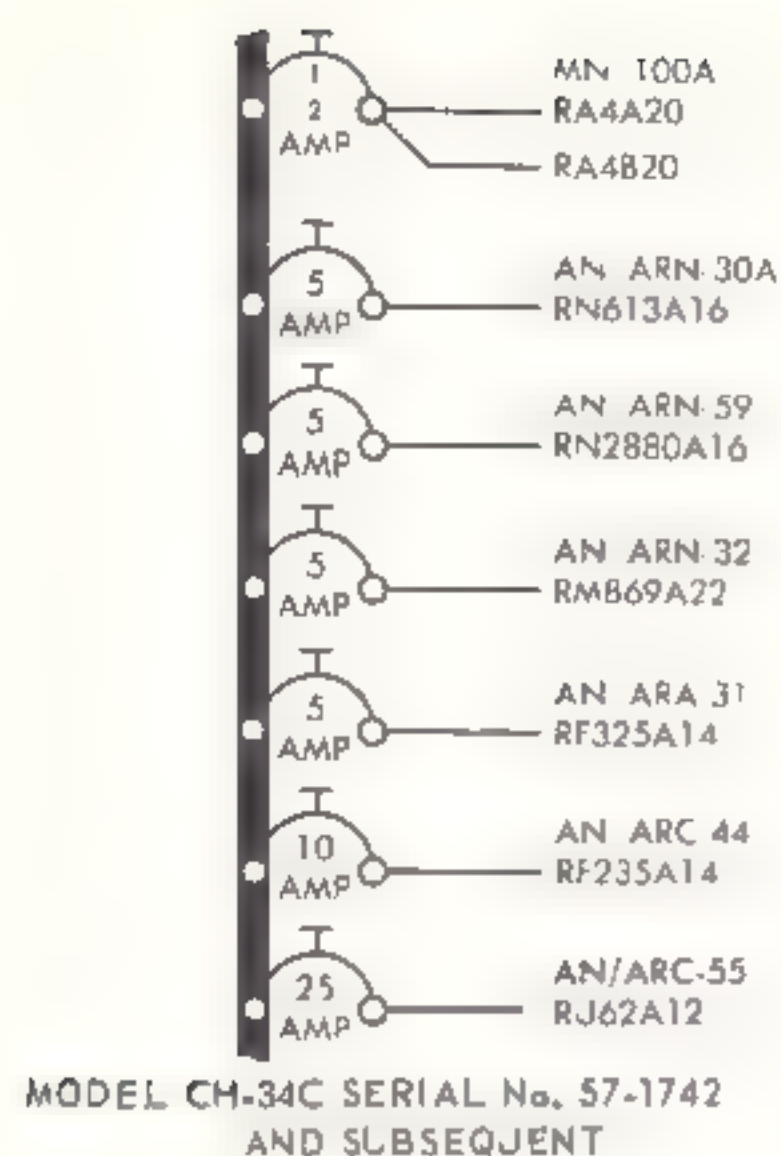 1
2
AMP
MN 100A
RA4A20
RA4B20
5
AMP
AN ARN-30A
RN613A16
5
AMP
AN ARN-59
RN2880A16
5
AMP
AN ARN-32
RM869A22
5
AMP
AN ARA 31
RF325A14
10
AMP
AN ARC 44
RF235A14
25
AMP
AN/ARC-55
RJ62A12
MODEL CH-34C SERIAL No. 57-1742
AND SUBSEQUENT